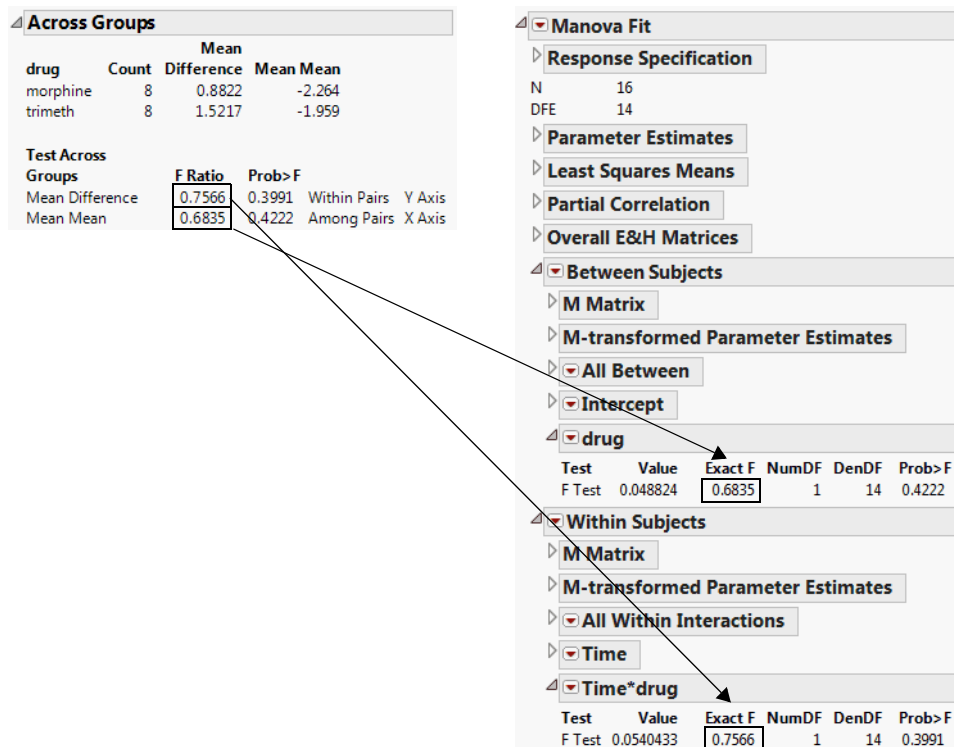 Across Groups
Mean
drug Count Difference Mean Mean
morphine 8 0.8822 -2.264
trimeth 8 1.5217 -1.959
Test Across
Groups F Ratio Prob>F
Mean Difference 0.7566 0.3991 Within Pairs Y Axis
Mean Mean 0.6835 0.4222 Among Pairs X Axis
Manova Fit
Response Specification
N 16
DFE 14
Parameter Estimates
Least Squares Means
Partial Correlation
Overall E&H Matrices
Between Subjects
M Matrix
M-transformed Parameter Estimates
All Between
Intercept
drug
Test Value Exact F NumDF DenDF Prob>F
F Test 0.048824 0.6835 1 14 0.4222
Within Subjects
M Matrix
M-transformed Parameter Estimates
All Within Interactions
Time
Time*drug
Test Value Exact F NumDF DenDF Prob>F
F Test 0.0540433 0.7566 1 14 0.3991